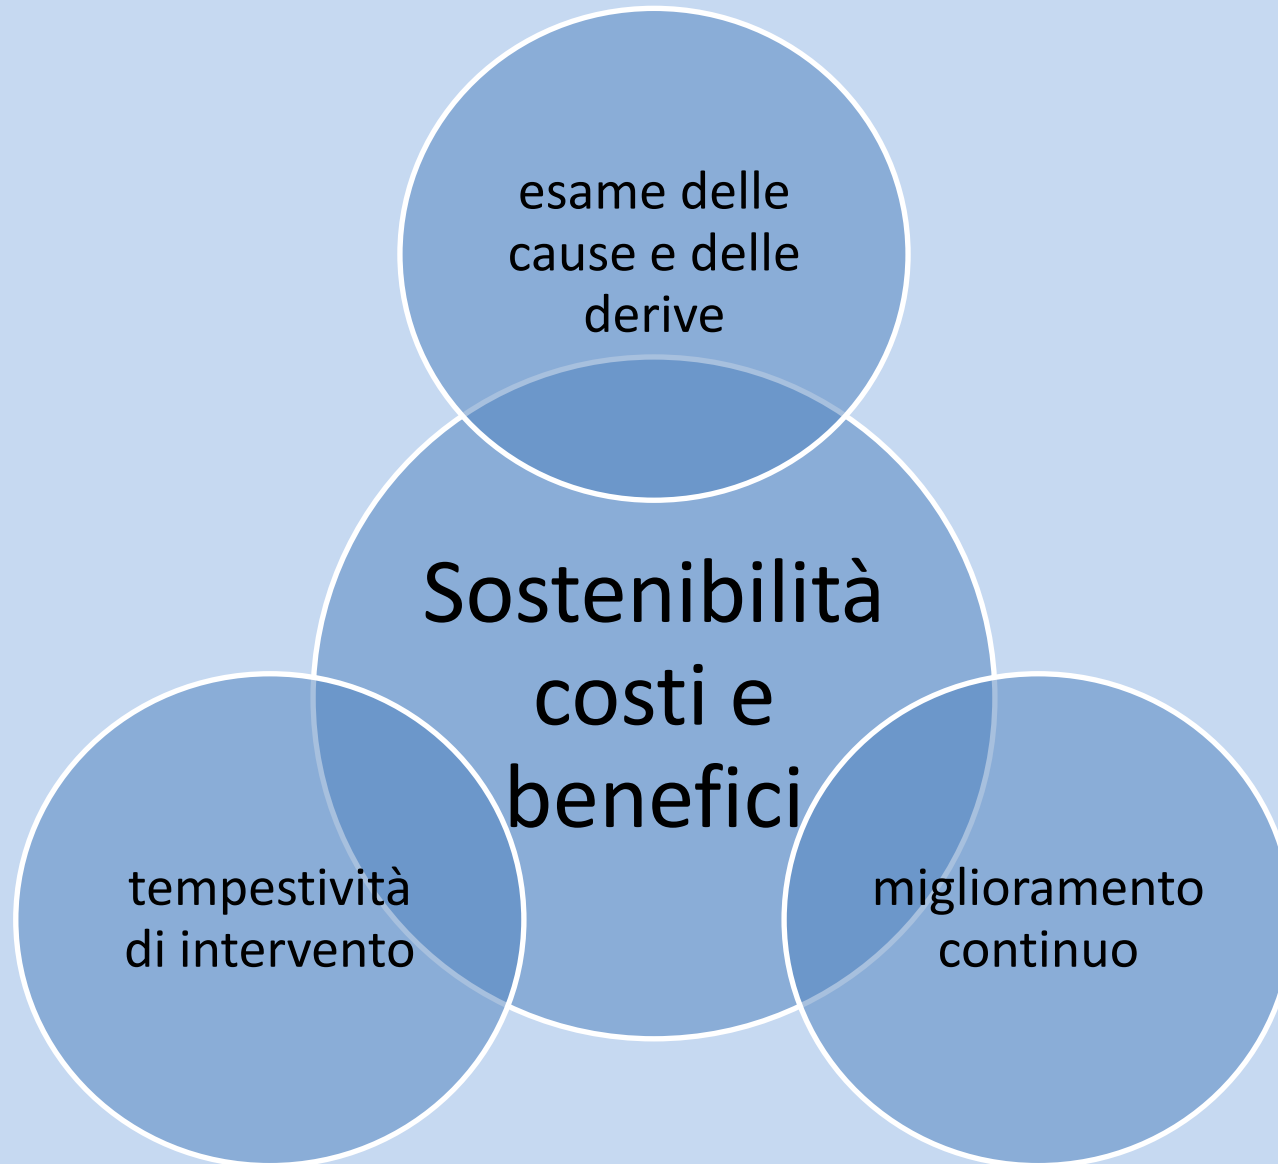 esame delle
cause e delle
derive
Sostenibilità
costi e
benefici
tempestività
di intervento
miglioramento
continuo